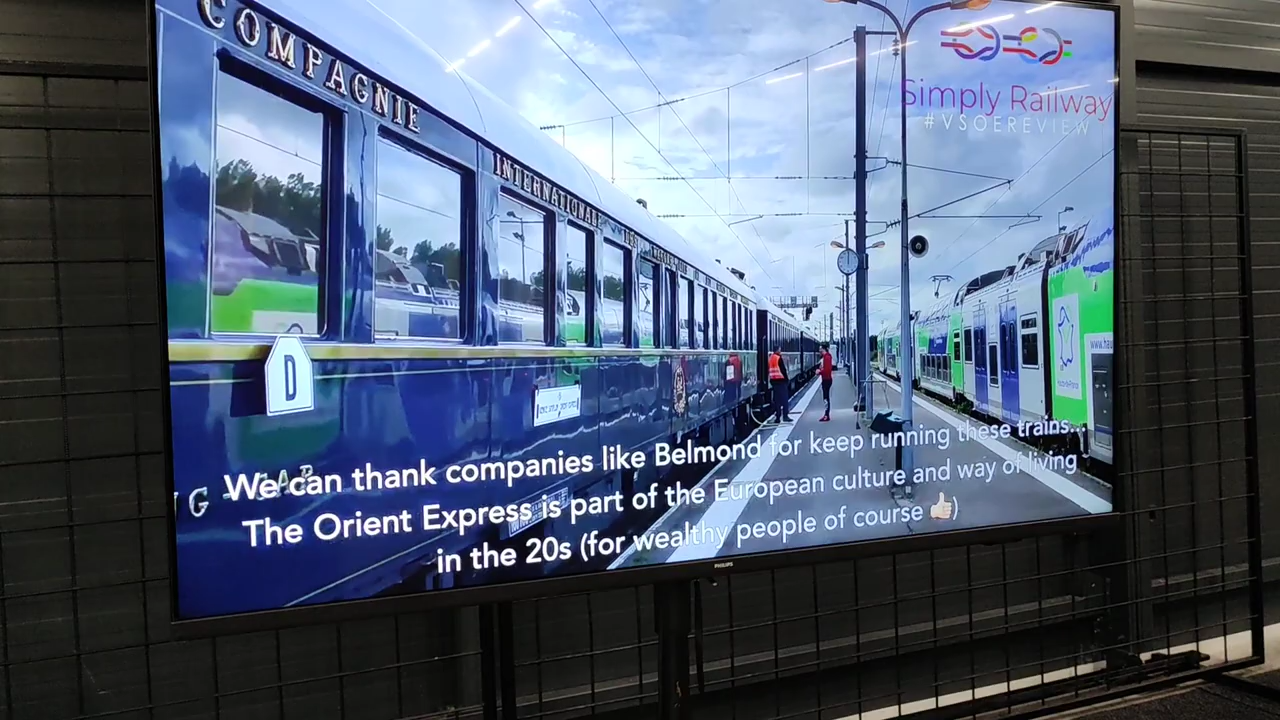 COMPAGNIE
INTERNATIONALE DES
Simply Railway
#VSOEREVIEW
D
We can thank companies like Belmond for keep running these trains...
The Orient Express is part of the European culture and way of living
in the 20s (for wealthy people of course 👍)
PHILIPS